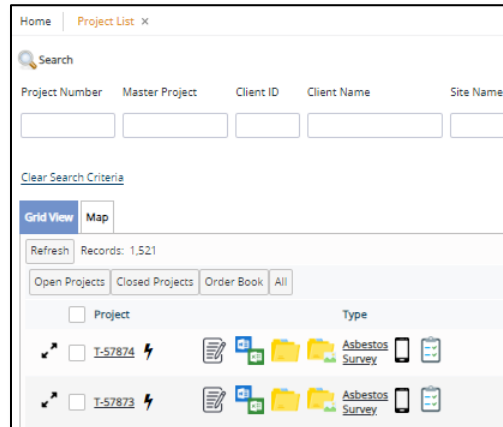 Home Project List ×
Search
Project Number Master Project Client ID Client Name Site Name
Clear Search Criteria
Grid View Map
Refresh Records: 1,521
Open Projects Closed Projects Order Book All
Project Type
T-57874 Asbestos
Survey
T-57873 Asbestos
Survey